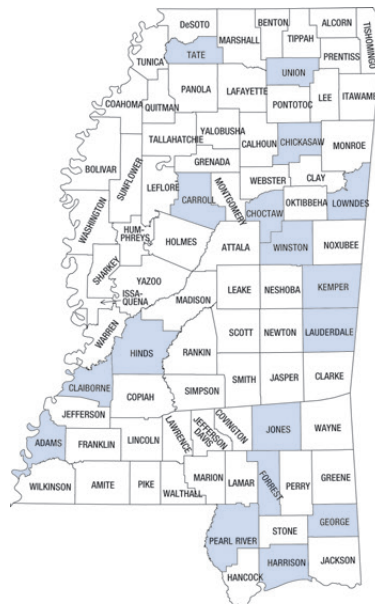 DeSOTO
BENTON
ALCORN
TISHOMINGO
TIPPAH
MARSHALL
PRENTISS
TATE
TUNICA
UNION
PANOLA
LAFAYETTE
LEE
ITAWAMBA
COAHOMA
QUITMAN
PONTOTOC
YALOBUSHA
TALLAHATCHIE
CALHOUN
CHICKASAW
MONROE
GRENADA
BOLIVAR
SUNFLOWER
WEBSTER
CLAY
LEFLORE
CARROLL
MONTGOMERY
CHOCTAW
OKTIBBEHA
LOWNDES
WASHINGTON
HUM-
PHREYS
HOLMES
ATTALA
WINSTON
NOXUBEE
SHARKEY
YAZOO
ISSA-
QUENA
MADISON
LEAKE
NESHOBA
KEMPER
WARREN
SCOTT
NEWTON
LAUDERDALE
HINDS
RANKIN
CLAIBORNE
COPIAH
SIMPSON
SMITH
JASPER
CLARKE
JEFFERSON
ADAMS
FRANKLIN
LINCOLN
LAWRENCE
JEFFERSON
DAVIS
COVINGTON
JONES
WAYNE
WILKINSON
AMITE
PIKE
WALTHALL
MARION
LAMAR
FORREST
PERRY
GREENE
PEARL RIVER
STONE
GEORGE
HANCOCK
HARRISON
JACKSON